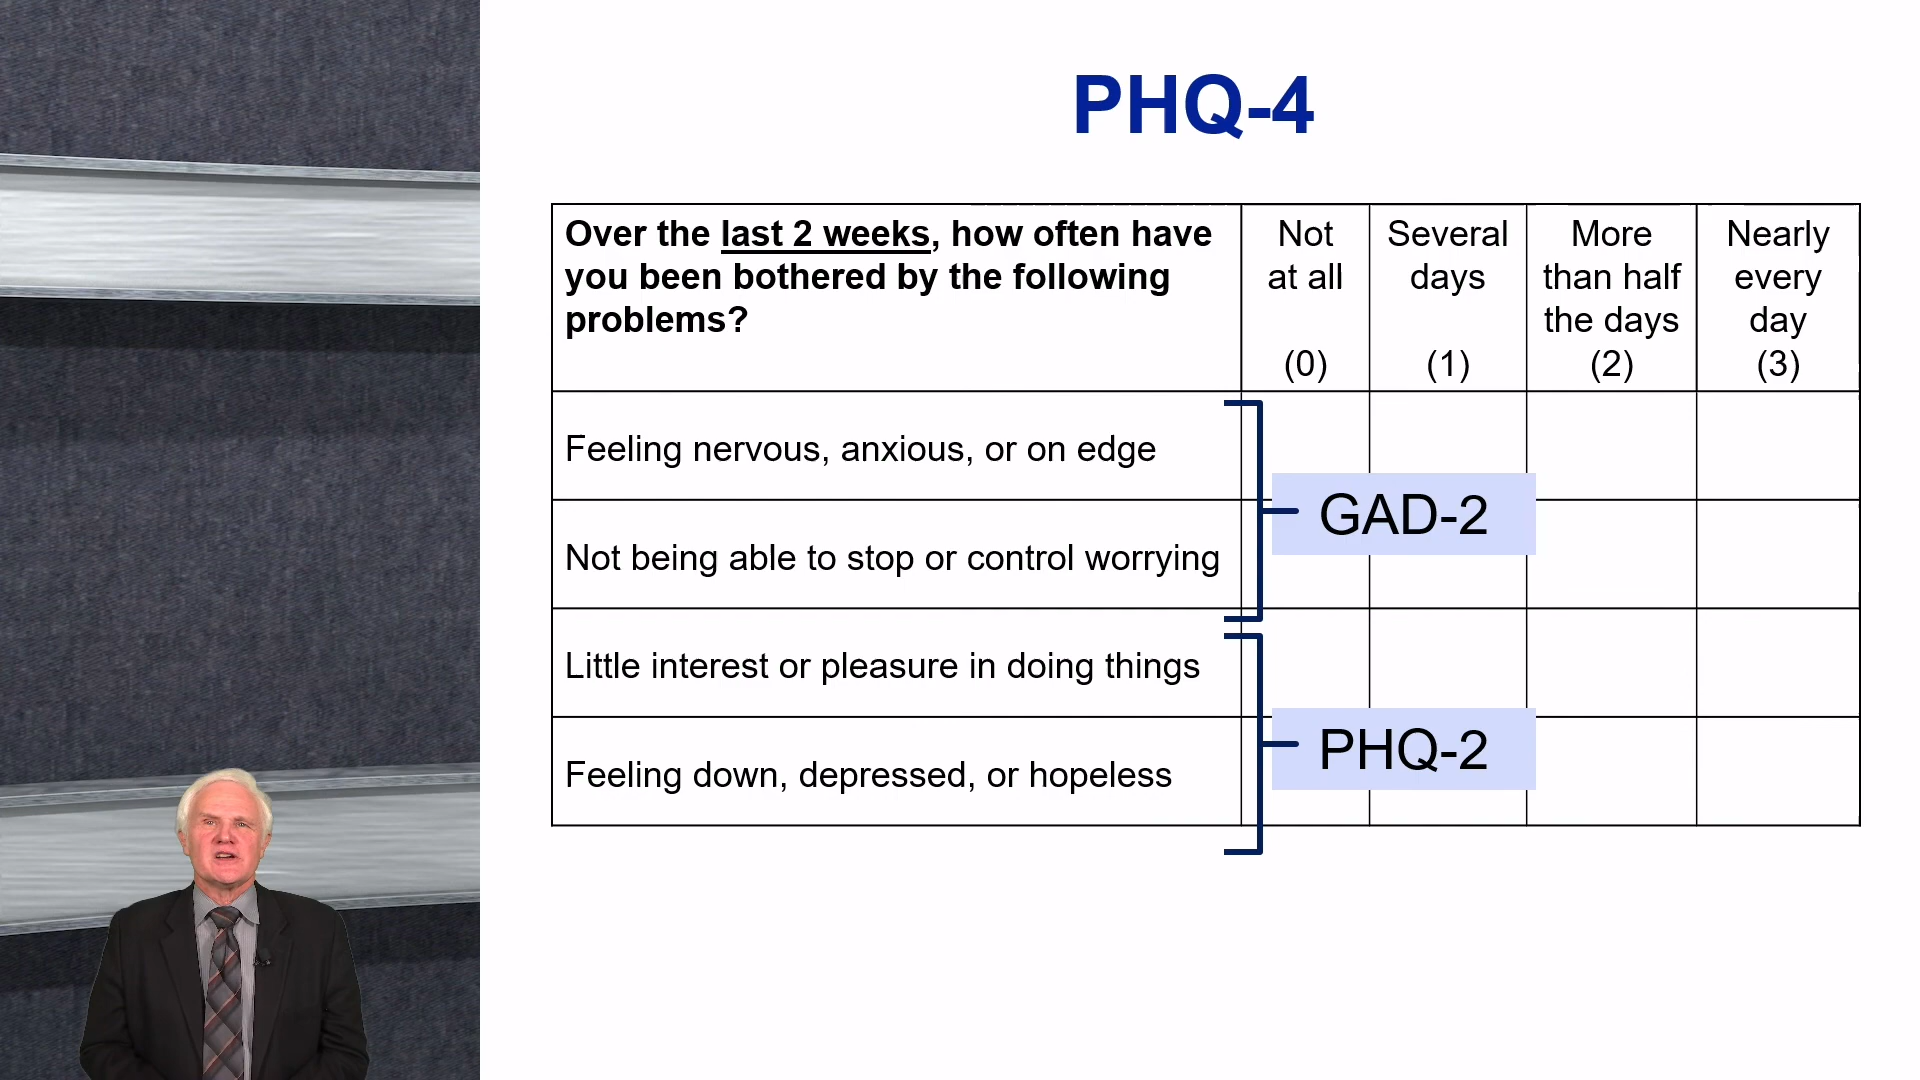 PHQ-4
Over the last 2 weeks, how often have
you been bothered by the following
problems?
Not
at all
(0)
Several
days
(1)
More
than half
the days
(2)
Nearly
every
day
(3)
Feeling nervous, anxious, or on edge
Not being able to stop or control worrying
GAD-2
Little interest or pleasure in doing things
Feeling down, depressed, or hopeless
PHQ-2